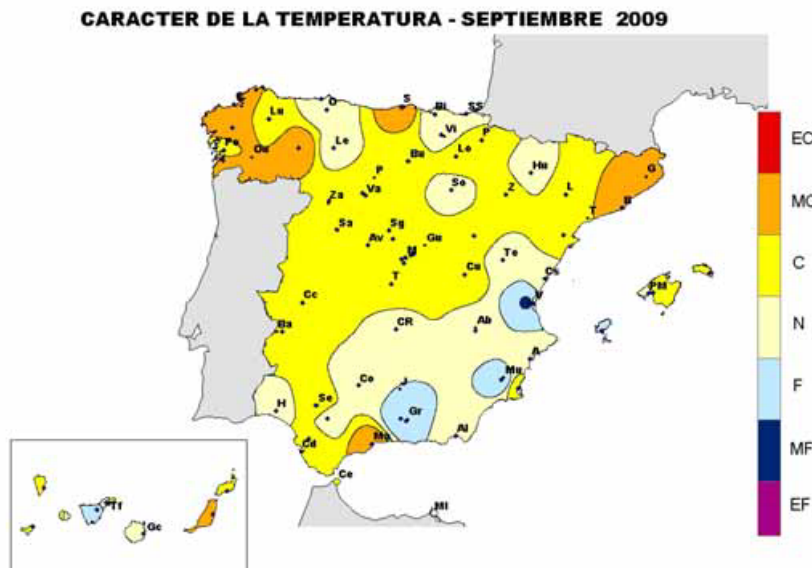 CARACTER DE LA TEMPERATURA - SEPTIEMBRE 2009
O S Bi SS
Lu
Vi P
Po Le Lo
Ou Bu
Hu G
P So
Va Z L B
Za T
Sa Sg
Av Gu
M Te
T Cu Cs
PM
Cc V
CR Ab
Ba
A
Mu
Co J
Se
H Gr
Ma Al
Cd
Ce
Ml
Tf
Gc
EC
MC
C
N
F
MF
EF